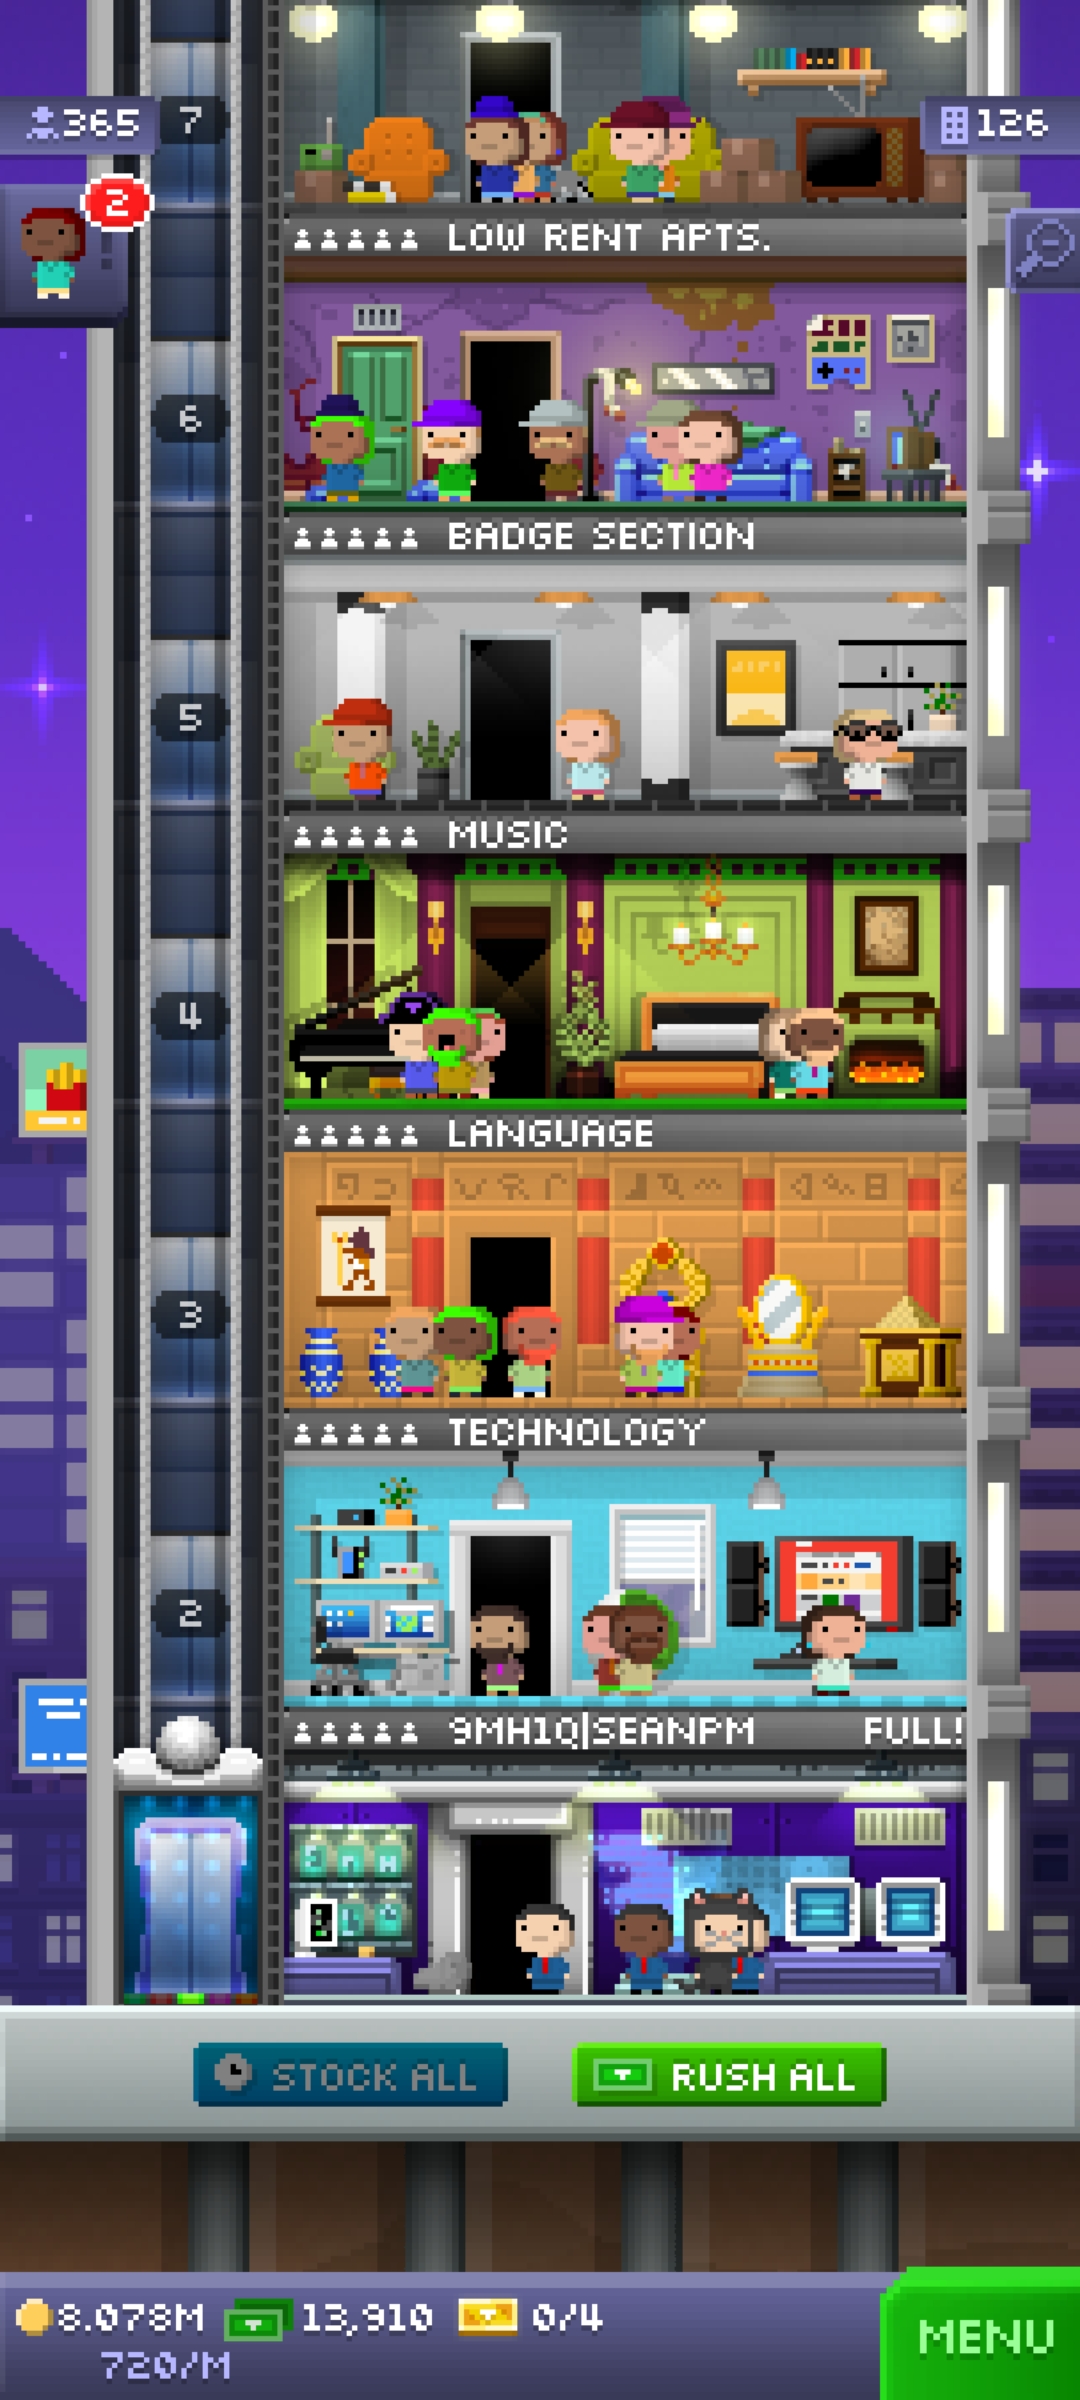 7
365
126
2
LOW RENT APTS.
6
BADGE SECTION
5
MUSIC
4
LANGUAGE
3
TECHNOLOGY
2
9MH1Q|SEANPM FULL!
STOCK ALL
RUSH ALL
8.078M 13,910 0/4
720/M
MENU